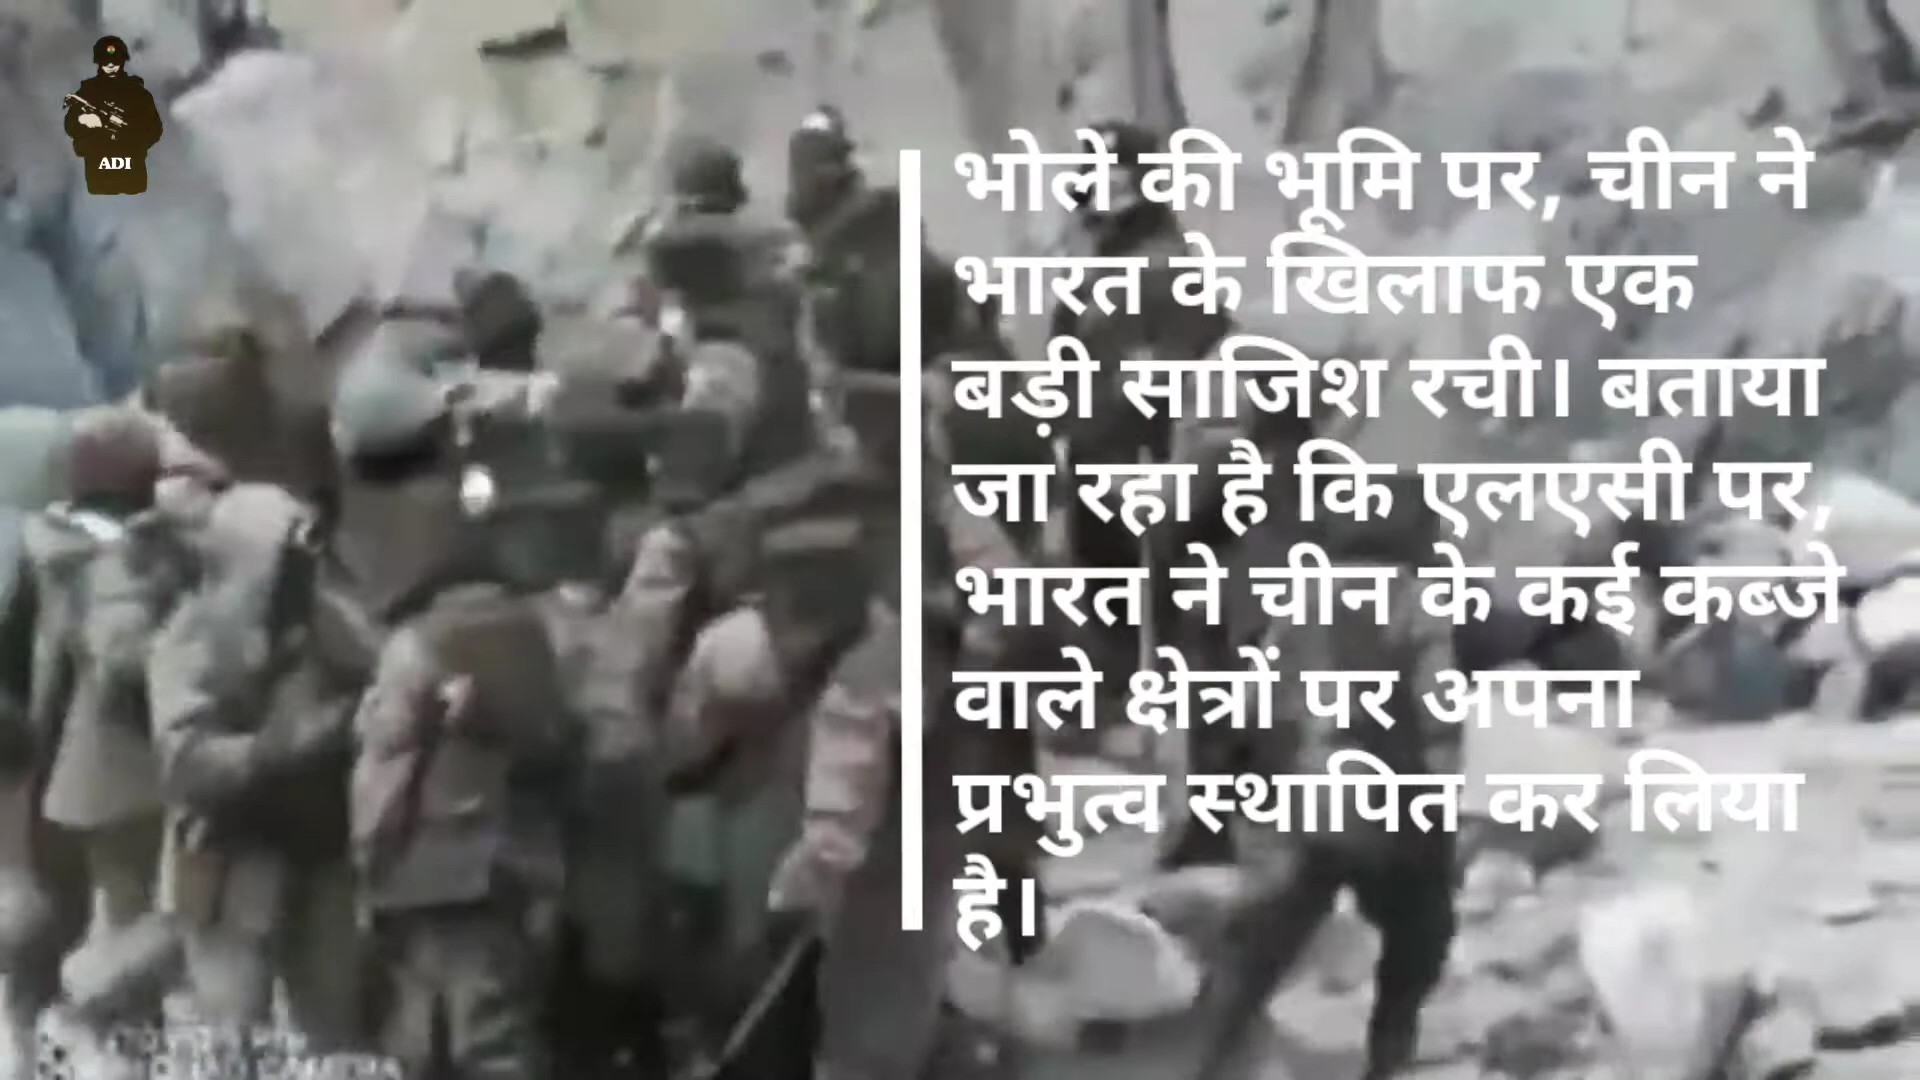 ADI
भोले की भूमि पर, चीन ने
भारत के खिलाफ एक
बड़ी साजिश रची। बताया
जा रहा है कि एलएसी पर,
भारत ने चीन के कई कब्जे
वाले क्षेत्रों पर अपना
प्रभुत्व स्थापित कर लिया
है।